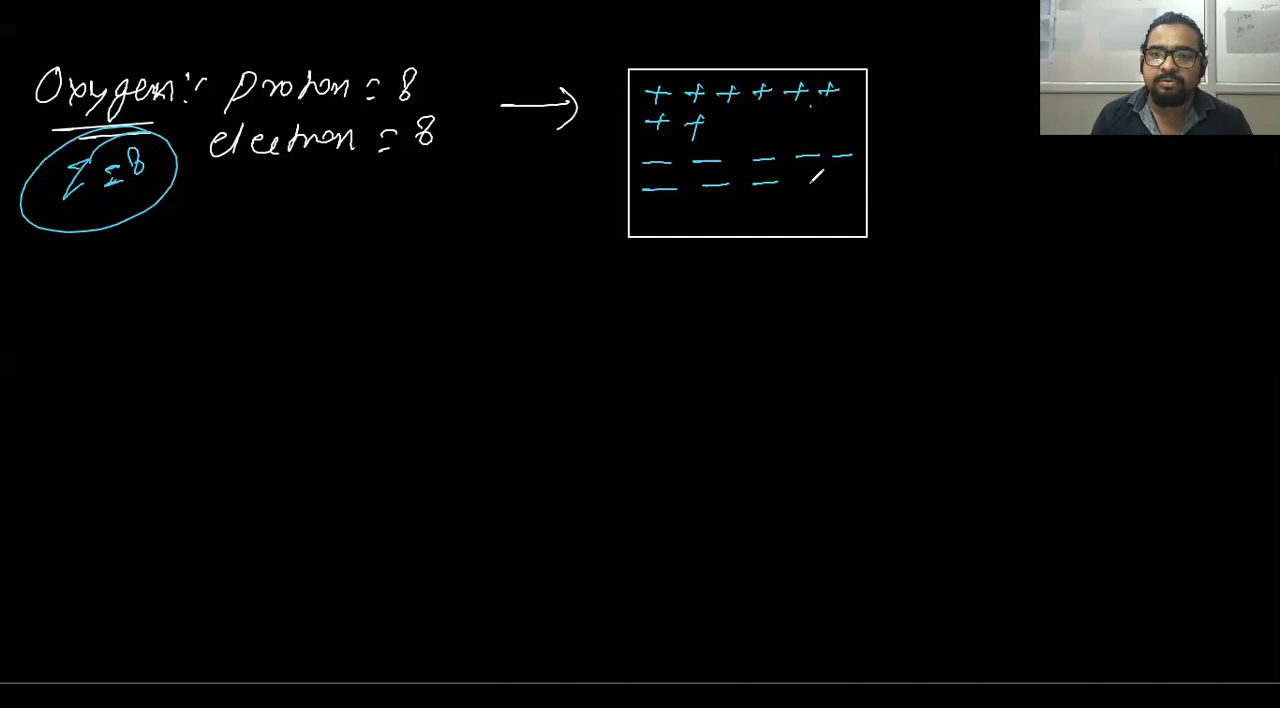 Oxygen :- proton = 8
electron = 8
Z = 8
+ + + + + +
+ +
— — — — —
— — —